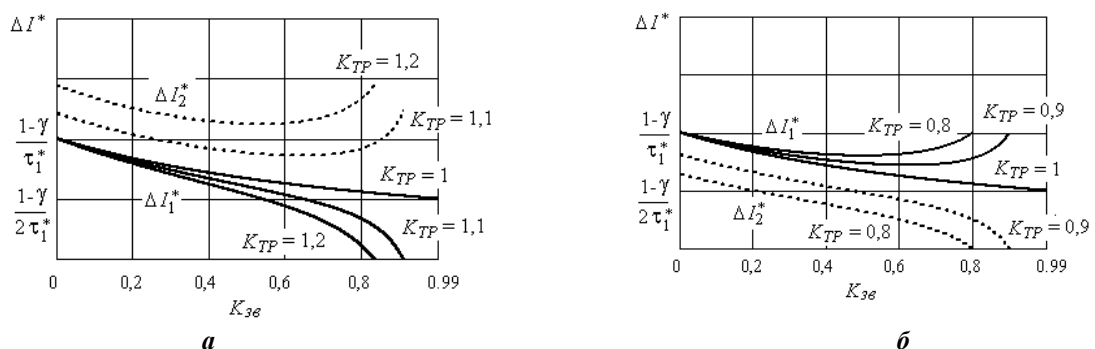 ΔI*
K_TP = 1,2
ΔI₂*
K_TP = 1,1
1-γ
τ₁*
K_TP = 1
1-γ
2τ₁*
ΔI₁*
K_TP = 1,2
K_TP = 1,1
0 0,2 0,4 0,6 0,8 0.99
K_зв
а
ΔI*
1-γ
τ₁*
ΔI₁*
K_TP = 0,8
K_TP = 0,9
K_TP = 1
1-γ
2τ₁*
ΔI₂*
K_TP = 0,8
K_TP = 0,9
0 0,2 0,4 0,6 0,8 0.99
K_зв
б